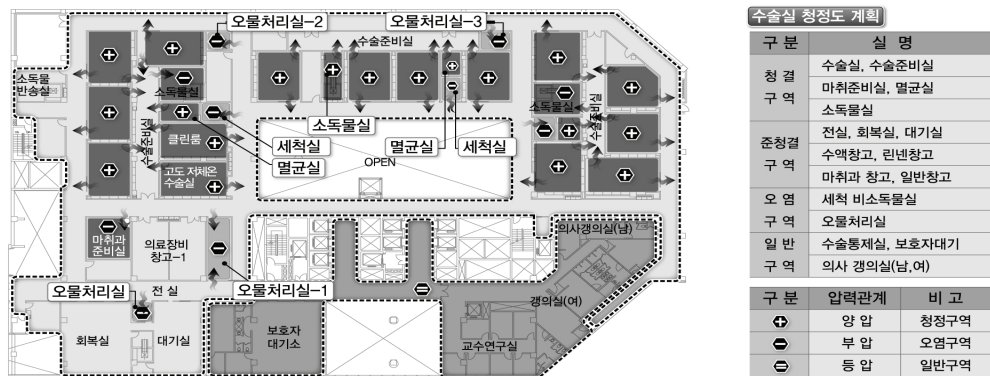 오물처리실-2
오물처리실-3
수술준비실
소독물
반송실
소독물실
소독물실
수술준비실
클린룸
세척실
멸균실
소독물실
멸균실
세척실
수술준비실
고도 저체온
수술실
OPEN
마취과
준비실
의료장비
창고-1
의사갱의실(남)
오물처리실
전 실
오물처리실-1
갱의실(여)
회복실
대기실
보호자
대기소
교수연구실
수술실 청정도 계획
구 분 실 명
청 결
구 역
수술실, 수술준비실
마취준비실, 멸균실
소독물실
준청결
구 역
전실, 회복실, 대기실
수액창고, 린넨창고
마취과 창고, 일반창고
오 염
구 역
세척 비소독물실
오물처리실
일 반
구 역
수술통제실, 보호자대기
의사 갱의실(남,여)
구 분 압력관계 비 고
양 압 청정구역
부 압 오염구역
등 압 일반구역